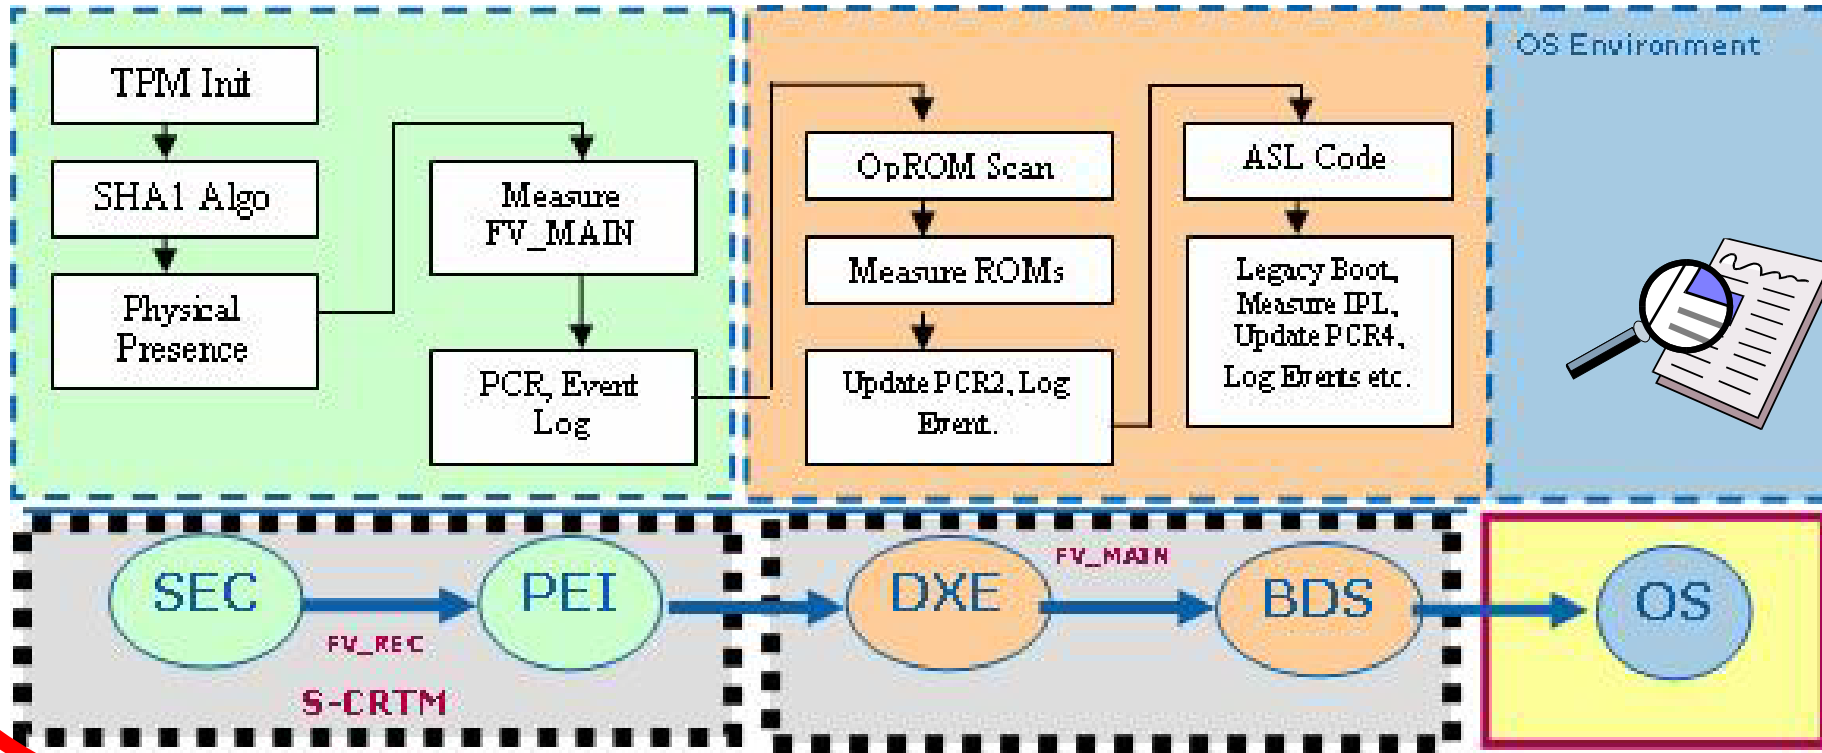 TPM Init
SHA1 Algo
Physical
Presence
Measure
FV_MAIN
PCR, Event
Log
OpROM Scan
Measure ROMs
Update PCR2, Log
Event.
ASL Code
Legacy Boot,
Measure IPL,
Update PCR4,
Log Events etc.
OS Environment
SEC
FV_REC
PEI
S-CRTM
DXE
FV_MAIN
BDS
OS